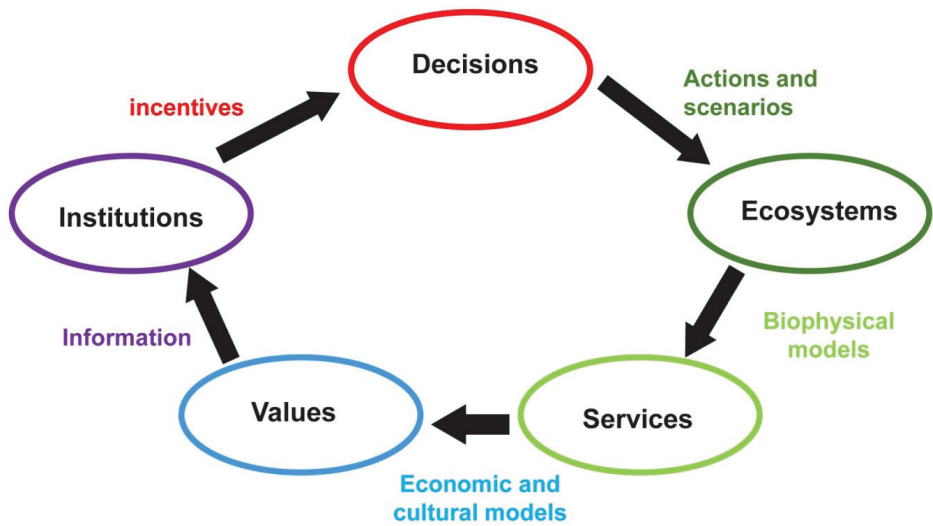 Decisions
Actions and
scenarios
incentives
Institutions
Ecosystems
Information
Biophysical
models
Values
Services
Economic and
cultural models